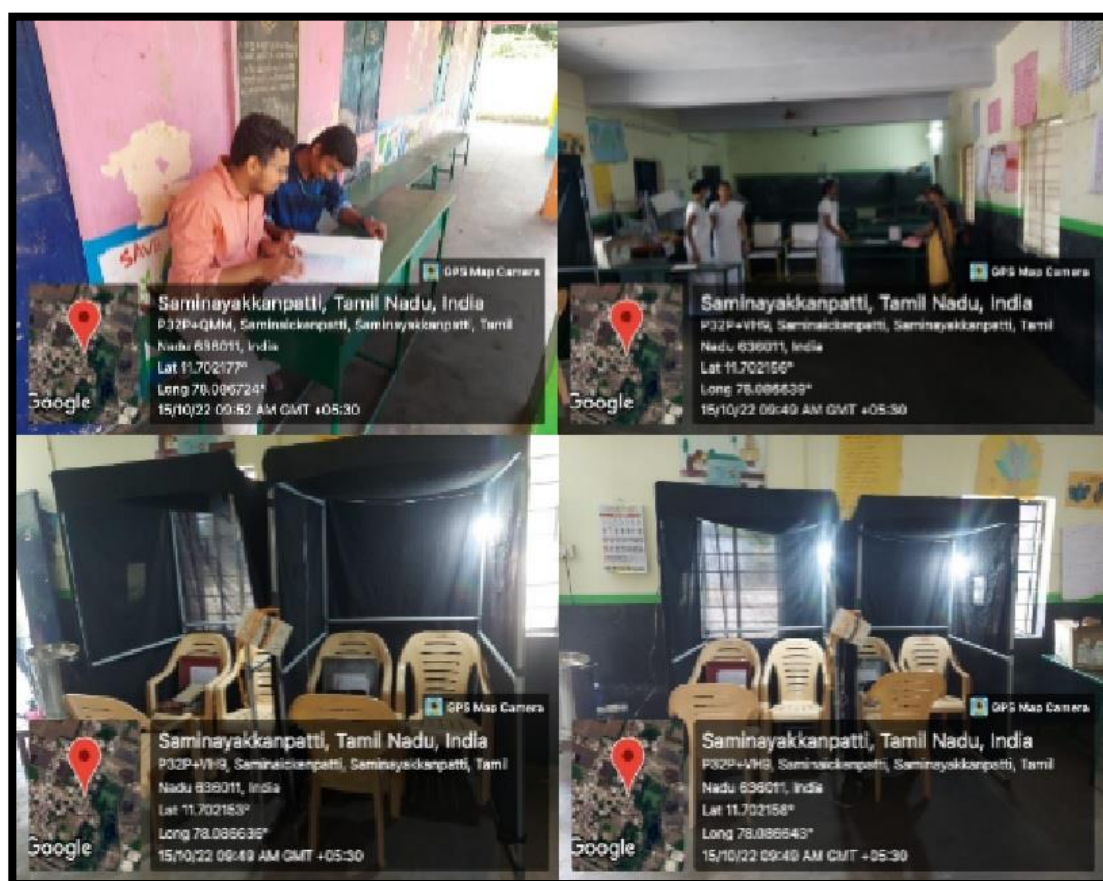 SAVE
GPS Map Camera
Saminayakkanpatti, Tamil Nadu, India
P32P+QMM, Saminaickenpatti, Saminayakkanpatti, Tamil
Nadu 636011, India
Lat 11.702177°
Long 78.086724°
15/10/22 09:52 AM GMT +05:30
Google
GPS Map Camera
Saminayakkanpatti, Tamil Nadu, India
P32P+VH9, Saminaickenpatti, Saminayakkanpatti, Tamil
Nadu 636011, India
Lat 11.702156°
Long 78.086639°
15/10/22 09:49 AM GMT +05:30
Google
GPS Map Camera
Saminayakkanpatti, Tamil Nadu, India
P32P+VH9, Saminaickenpatti, Saminayakkanpatti, Tamil
Nadu 636011, India
Lat 11.702153°
Long 78.086636°
15/10/22 09:49 AM GMT +05:30
Google
GPS Map Camera
Saminayakkanpatti, Tamil Nadu, India
P32P+VH9, Saminaickenpatti, Saminayakkanpatti, Tamil
Nadu 636011, India
Lat 11.702158°
Long 78.086643°
15/10/22 09:49 AM GMT +05:30
Google